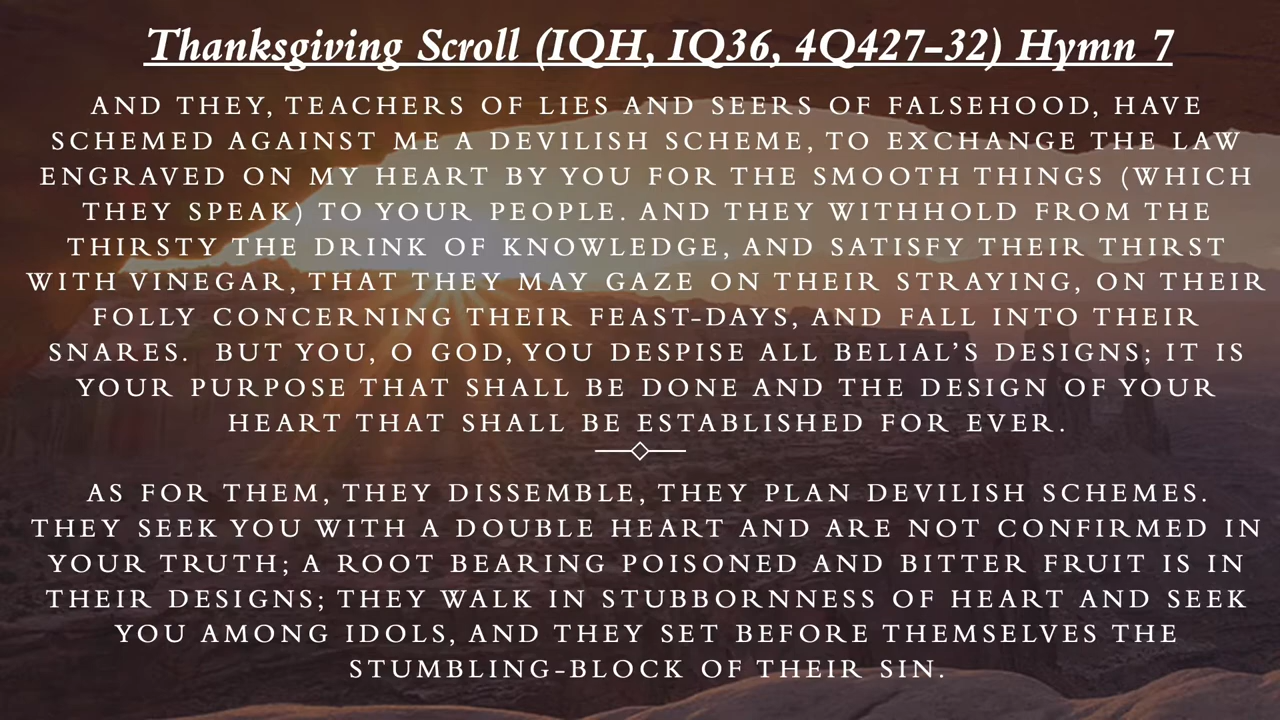 Thanksgiving Scroll (IQH, IQ36, 4Q427-32) Hymn 7
AND THEY, TEACHERS OF LIES AND SEERS OF FALSEHOOD, HAVE
SCHEMED AGAINST ME A DEVILISH SCHEME, TO EXCHANGE THE LAW
ENGRAVED ON MY HEART BY YOU FOR THE SMOOTH THINGS (WHICH
THEY SPEAK) TO YOUR PEOPLE. AND THEY WITHHOLD FROM THE
THIRSTY THE DRINK OF KNOWLEDGE, AND SATISFY THEIR THIRST
WITH VINEGAR, THAT THEY MAY GAZE ON THEIR STRAYING, ON THEIR
FOLLY CONCERNING THEIR FEAST-DAYS, AND FALL INTO THEIR
SNARES. BUT YOU, O GOD, YOU DESPISE ALL BELIAL'S DESIGNS; IT IS
YOUR PURPOSE THAT SHALL BE DONE AND THE DESIGN OF YOUR
HEART THAT SHALL BE ESTABLISHED FOR EVER.
AS FOR THEM, THEY DISSEMBLE, THEY PLAN DEVILISH SCHEMES.
THEY SEEK YOU WITH A DOUBLE HEART AND ARE NOT CONFIRMED IN
YOUR TRUTH; A ROOT BEARING POISONED AND BITTER FRUIT IS IN
THEIR DESIGNS; THEY WALK IN STUBBORNNESS OF HEART AND SEEK
YOU AMONG IDOLS, AND THEY SET BEFORE THEMSELVES THE
STUMBLING-BLOCK OF THEIR SIN.